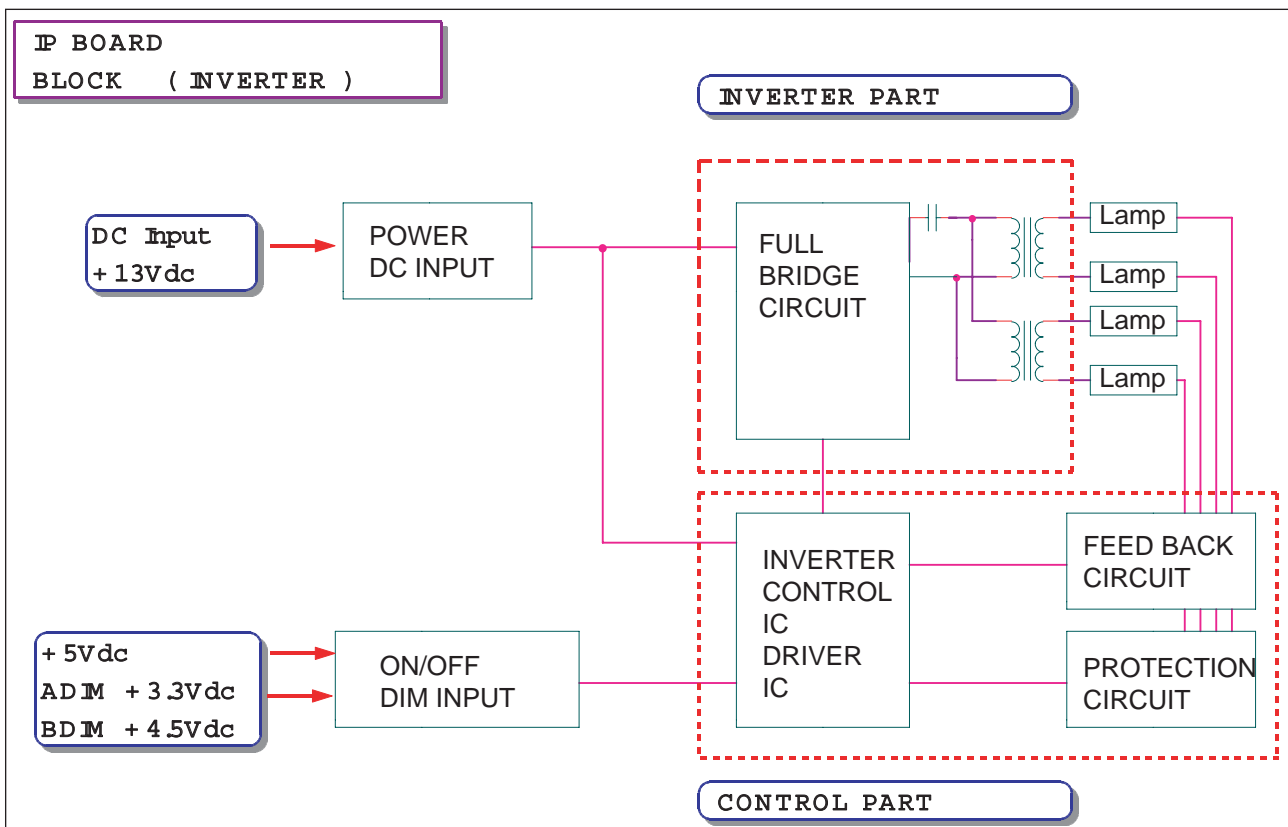 IP BOARD
BLOCK ( INVERTER )
INVERTER PART
DC Input
+13Vdc
POWER
DC INPUT
FULL
BRIDGE
CIRCUIT
Lamp
Lamp
Lamp
Lamp
+5Vdc
ADIM +3.3Vdc
BDIM +4.5Vdc
ON/OFF
DIM INPUT
INVERTER
CONTROL
IC
DRIVER
IC
FEED BACK
CIRCUIT
PROTECTION
CIRCUIT
CONTROL PART